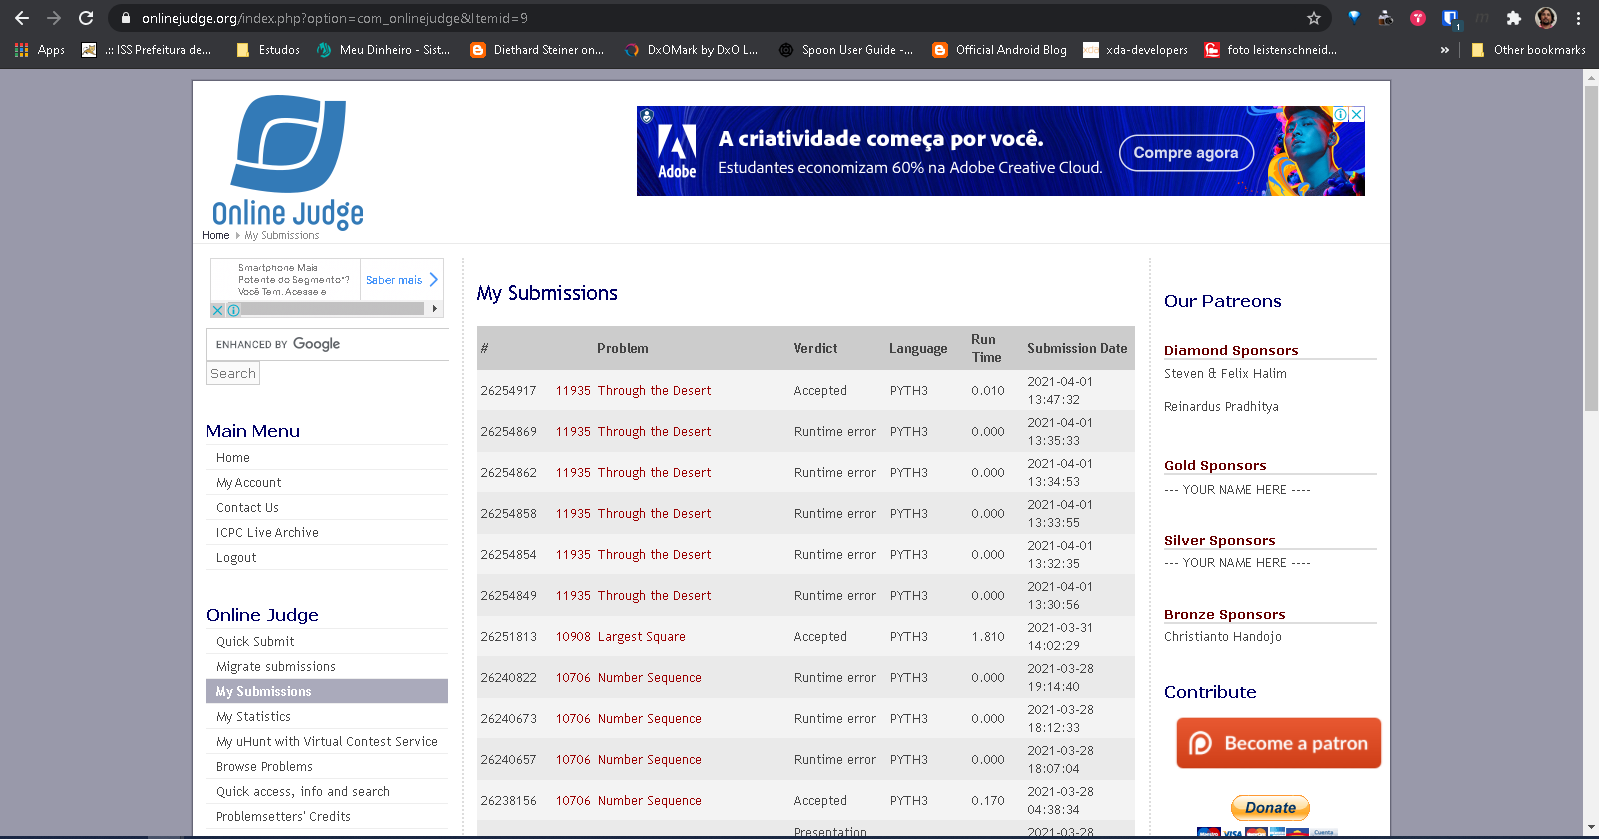 onlinejudge.org/index.php?option=com_onlinejudge&Itemid=9
Apps
.:: ISS Prefeitura de...
Estudos
Meu Dinheiro - Sist...
Diethard Steiner on...
DxOMark by DxO L...
Spoon User Guide -...
Official Android Blog
xda-developers
foto leistenschneid...
»
Other bookmarks
Online Judge
Adobe
A criatividade começa por você.
Estudantes economizam 60% na Adobe Creative Cloud.
Compre agora
Home My Submissions
Smartphone Mais
Potente do Segmento*?
Você Tem. Acesse e
Saber mais
ENHANCED BY Google
Search
Main Menu
Home
My Account
Contact Us
ICPC Live Archive
Logout
Online Judge
Quick Submit
Migrate submissions
My Submissions
My Statistics
My uHunt with Virtual Contest Service
Browse Problems
Quick access, info and search
Problemsetters' Credits
My Submissions
# Problem Verdict Language Run Time Submission Date
26254917 11935 Through the Desert Accepted PYTH3 0.010 2021-04-01 13:47:32
26254869 11935 Through the Desert Runtime error PYTH3 0.000 2021-04-01 13:35:33
26254862 11935 Through the Desert Runtime error PYTH3 0.000 2021-04-01 13:34:53
26254858 11935 Through the Desert Runtime error PYTH3 0.000 2021-04-01 13:33:55
26254854 11935 Through the Desert Runtime error PYTH3 0.000 2021-04-01 13:32:35
26254849 11935 Through the Desert Runtime error PYTH3 0.000 2021-04-01 13:30:56
26251813 10908 Largest Square Accepted PYTH3 1.810 2021-03-31 14:02:29
26240822 10706 Number Sequence Runtime error PYTH3 0.000 2021-03-28 19:14:40
26240673 10706 Number Sequence Runtime error PYTH3 0.000 2021-03-28 18:12:33
26240657 10706 Number Sequence Runtime error PYTH3 0.000 2021-03-28 18:07:04
26238156 10706 Number Sequence Accepted PYTH3 0.170 2021-03-28 04:38:34
Presentation 2021-03-28
Our Patreons
Diamond Sponsors
Steven & Felix Halim
Reinardus Pradhitya
Gold Sponsors
--- YOUR NAME HERE ----
Silver Sponsors
--- YOUR NAME HERE ----
Bronze Sponsors
Christianto Handojo
Contribute
Become a patron
Donate
VISA